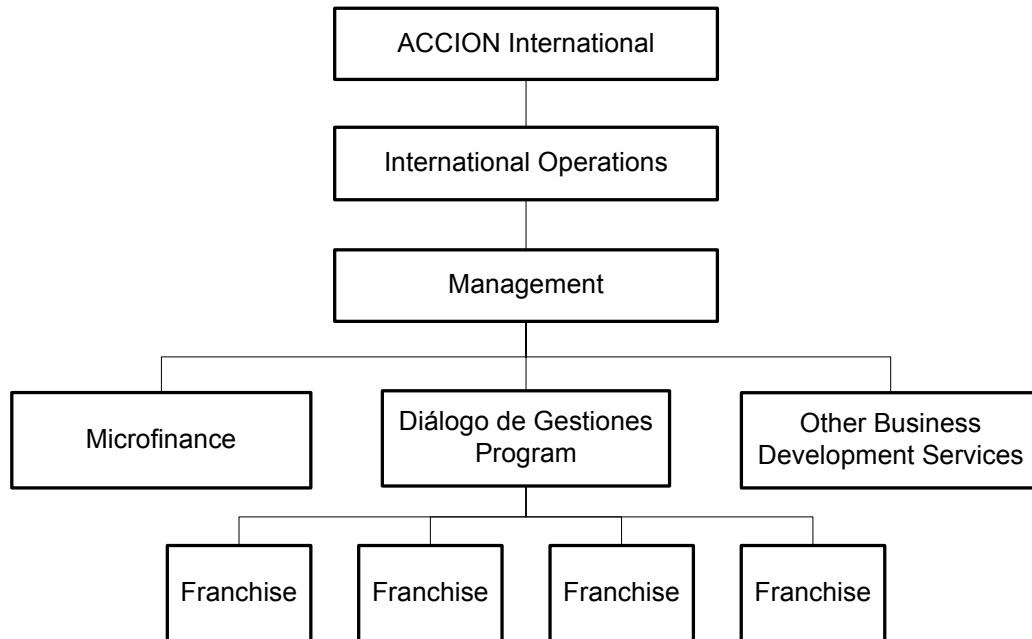 ACCION International
International Operations
Management
Microfinance
Diálogo de Gestiones
Program
Other Business
Development Services
Franchise
Franchise
Franchise
Franchise